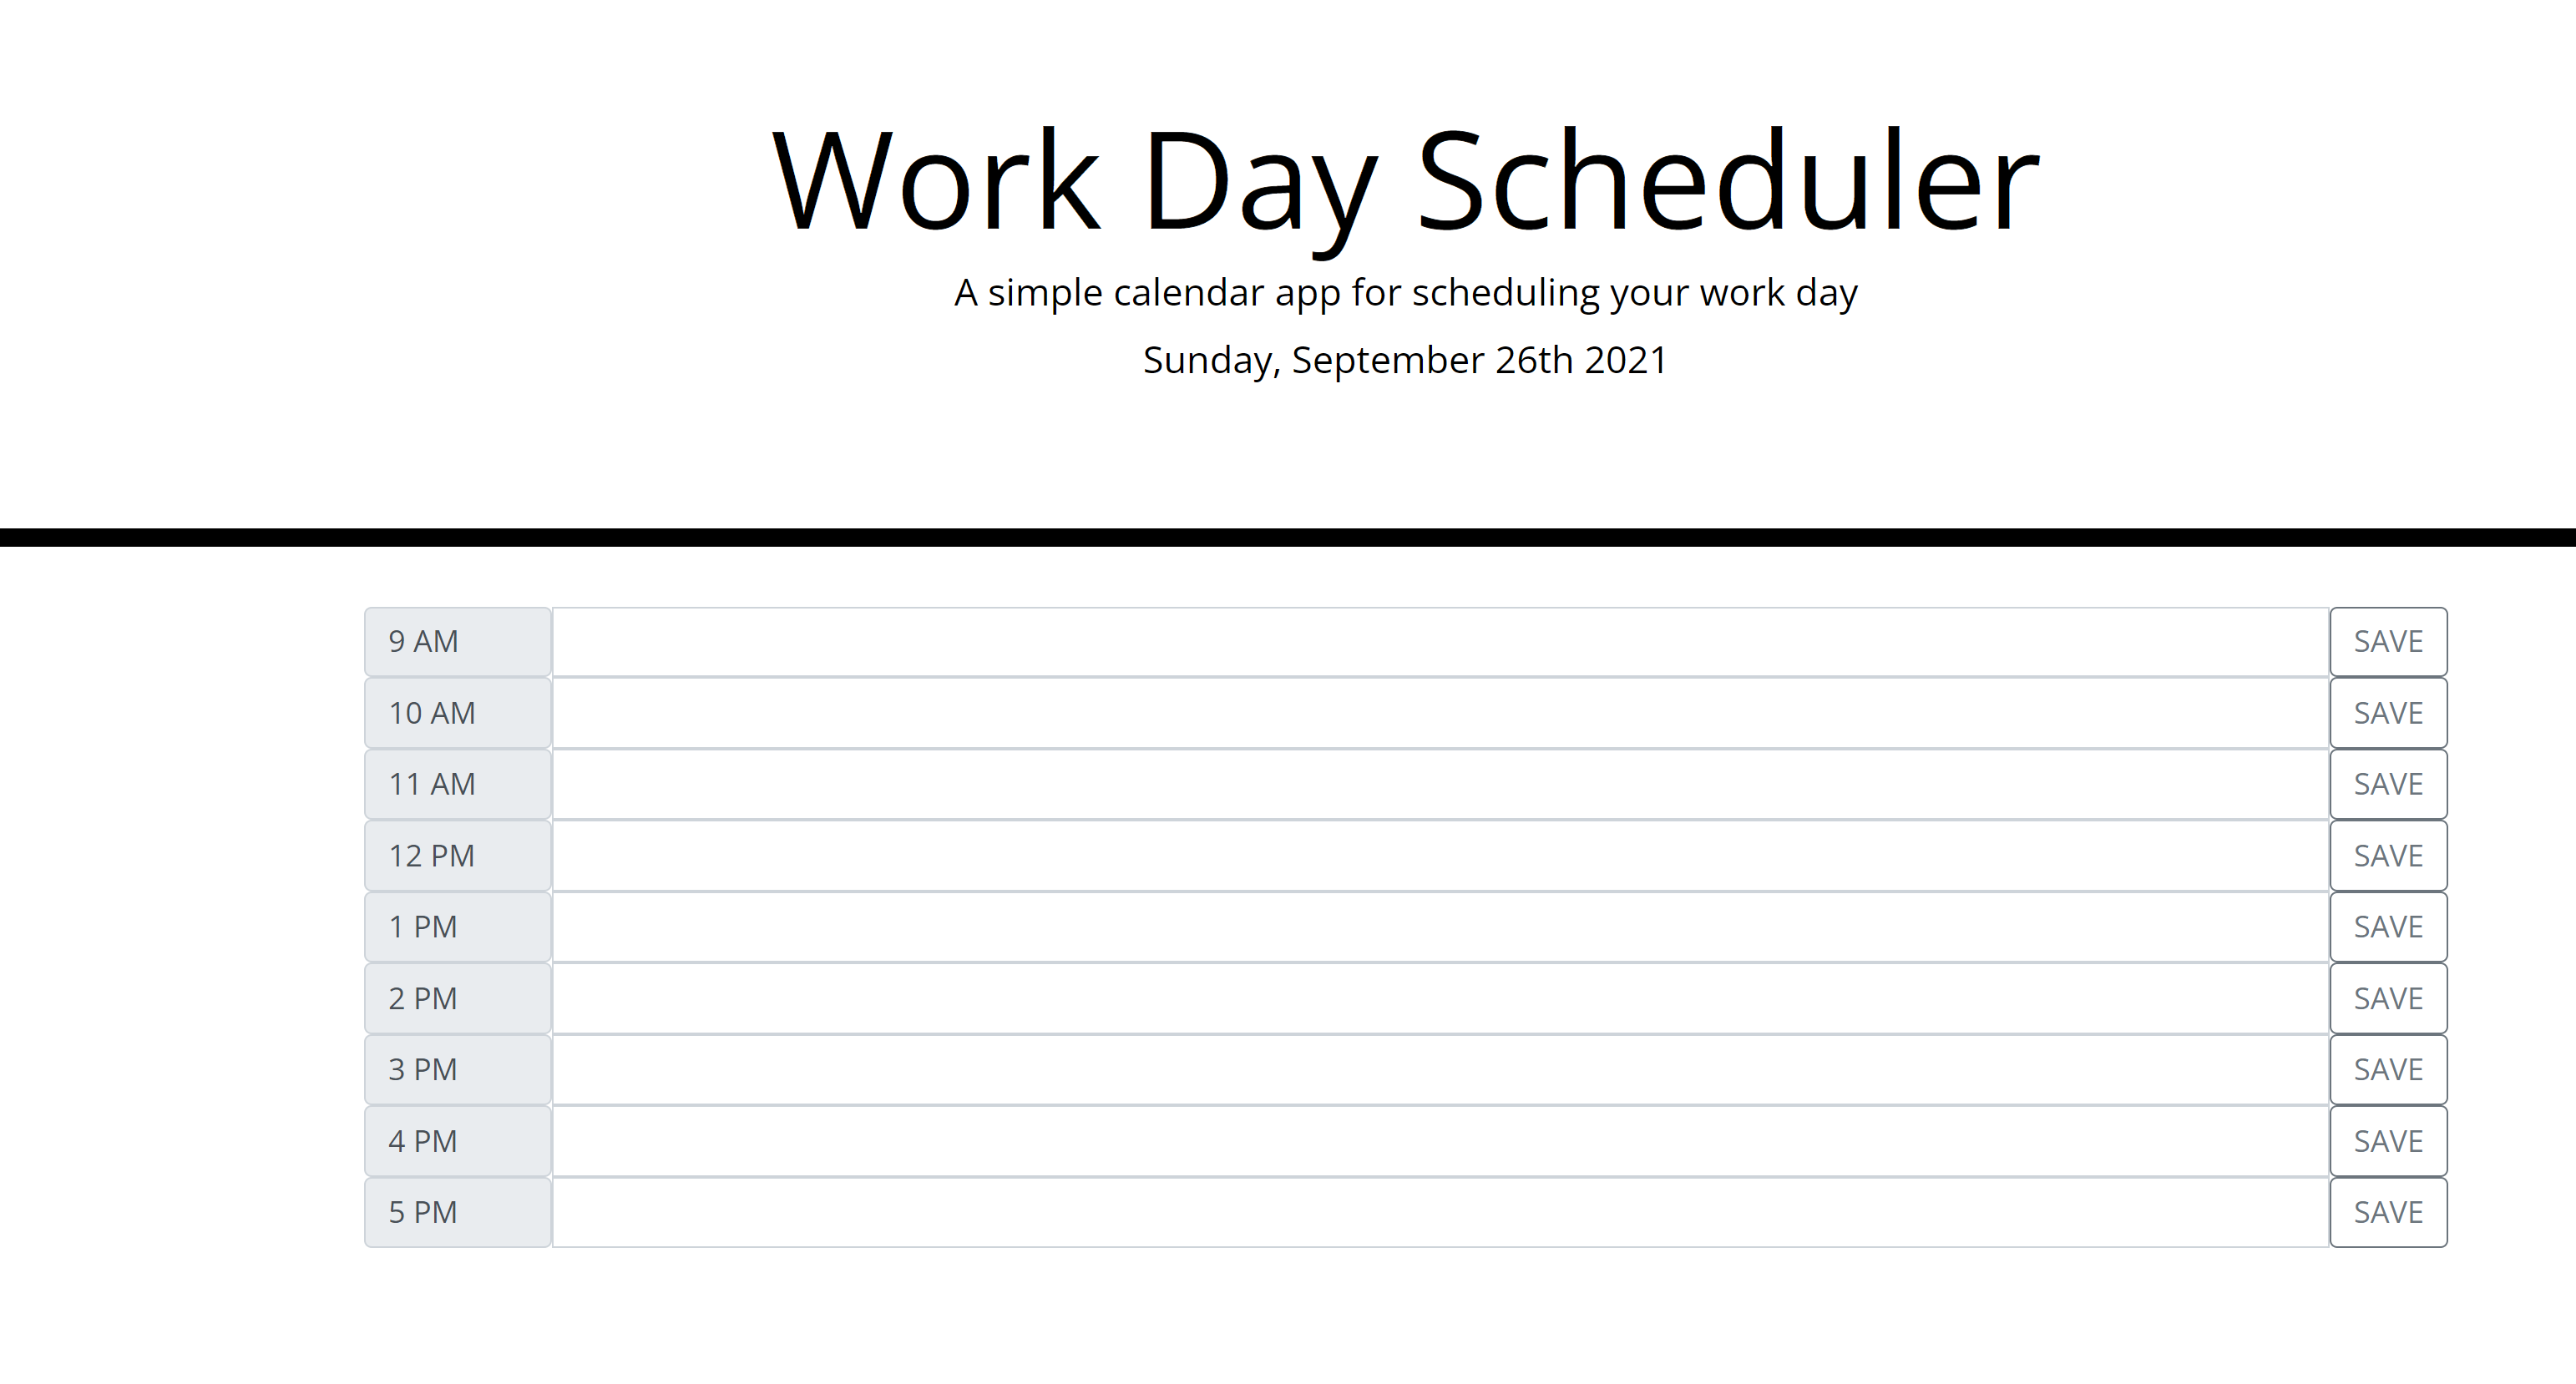 Work Day Scheduler
A simple calendar app for scheduling your work day
Sunday, September 26th 2021
9 AM SAVE
10 AM SAVE
11 AM SAVE
12 PM SAVE
1 PM SAVE
2 PM SAVE
3 PM SAVE
4 PM SAVE
5 PM SAVE